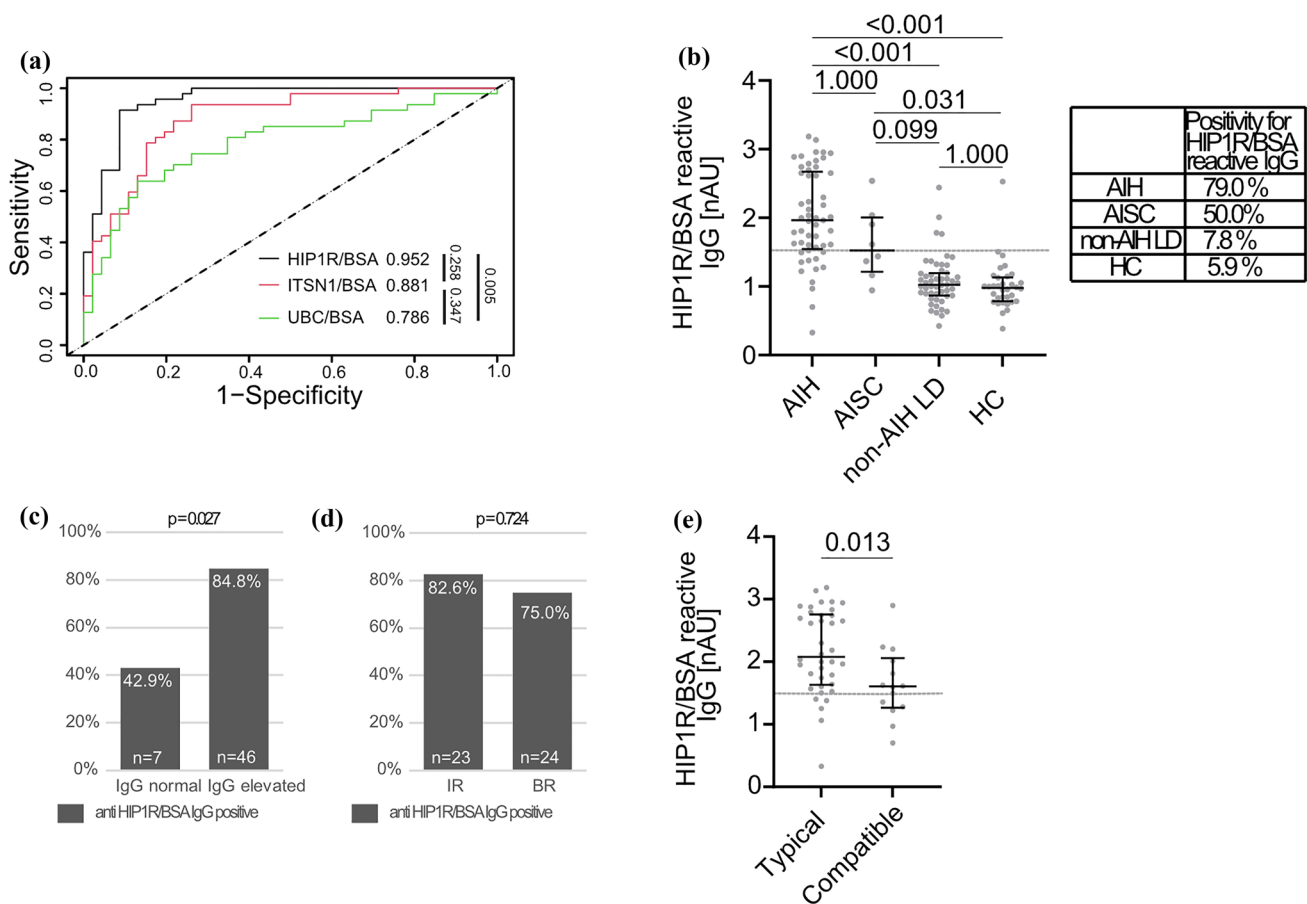 (a)
Sensitivity
1.0
0.8
0.6
0.4
0.2
0.0
HIP1R/BSA 0.952
ITSN1/BSA 0.881
UBC/BSA 0.786
0.258
0.347
0.005
0.0 0.2 0.4 0.6 0.8 1.0
1−Specificity
(b)
HIP1R/BSA reactive
IgG [nAU]
4
3
2
1
0
<0.001
<0.001
1.000
0.031
0.099
1.000
AIH
AISC
non-AIH LD
HC
Positivity for
HIP1R/BSA
reactive IgG
AIH 79.0 %
AISC 50.0%
non-AIH LD 7.8 %
HC 5.9 %
(c)
p=0.027
100%
80%
60%
40%
20%
0%
42.9%
84.8%
n=7
n=46
IgG normal IgG elevated
anti HIP1R/BSA IgG positive
(d)
p=0.724
100%
80%
60%
40%
20%
0%
82.6%
75.0%
n=23
n=24
IR BR
anti HIP1R/BSA IgG positive
(e)
HIP1R/BSA reactive
IgG [nAU]
4
3
2
1
0
0.013
Typical
Compatible